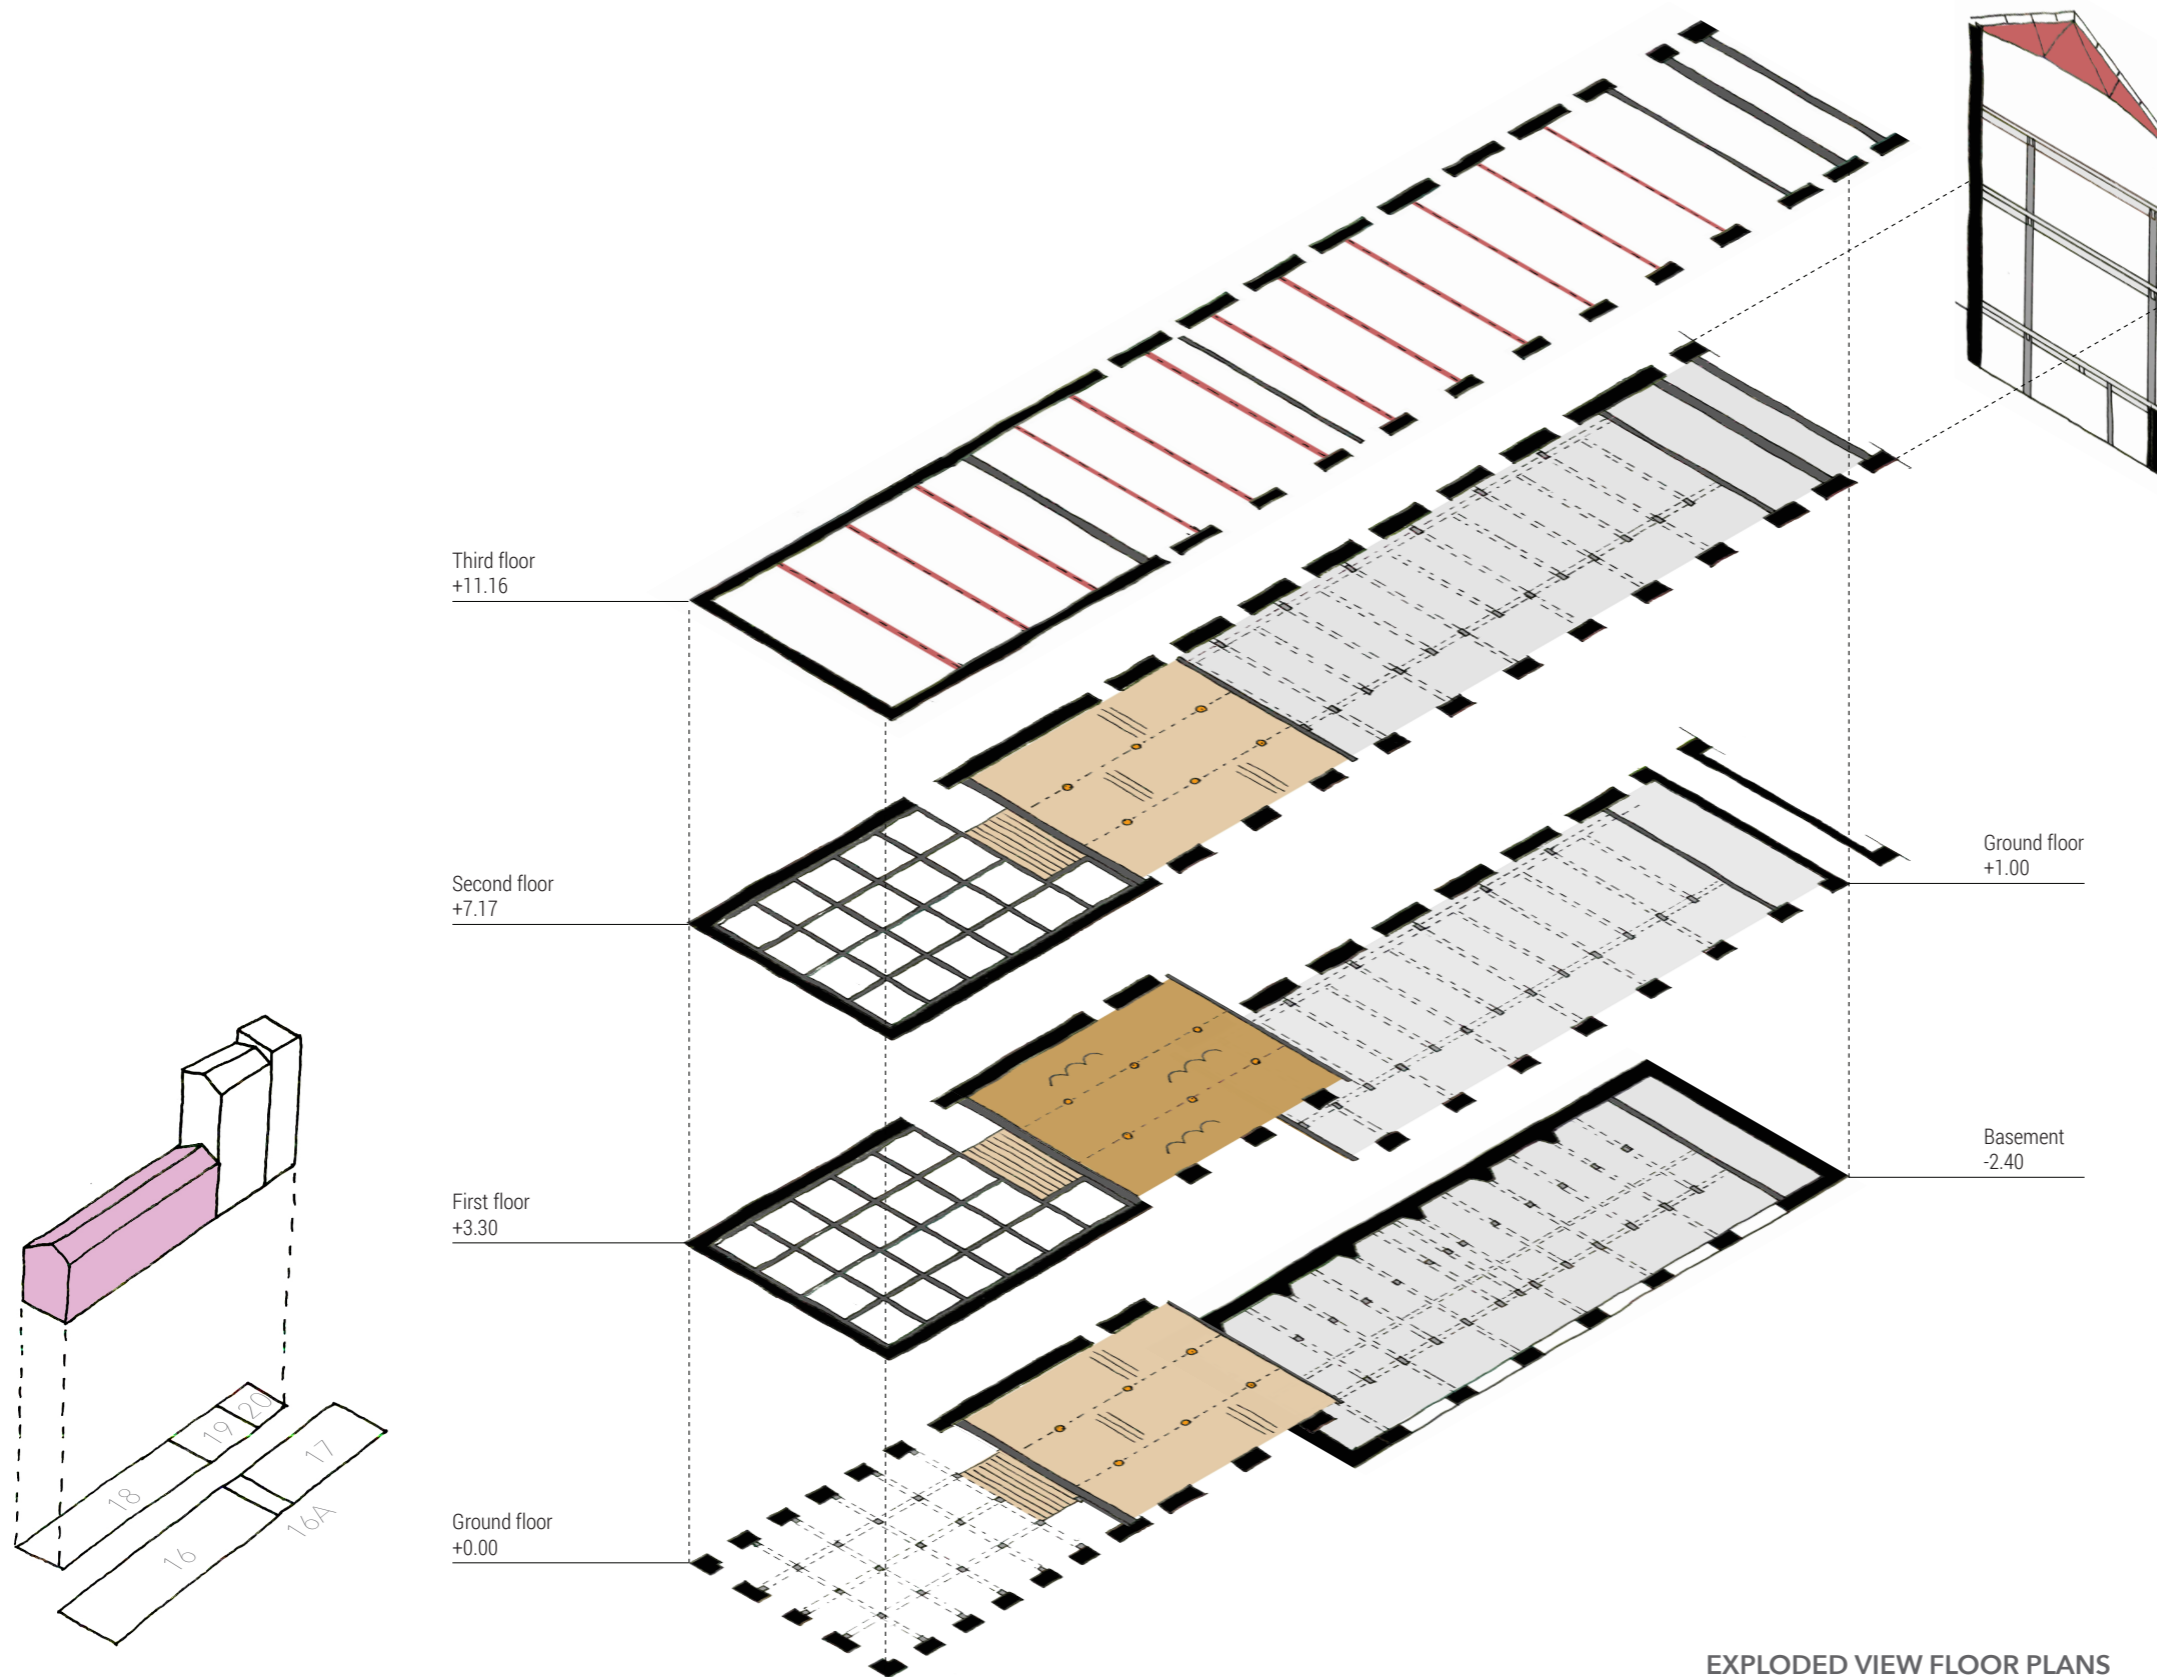 Third floor
+11.16
Second floor
+7.17
Ground floor
+1.00
Basement
-2.40
First floor
+3.30
Ground floor
+0.00
20
19
18
17
16A
16
EXPLODED VIEW FLOOR PLANS